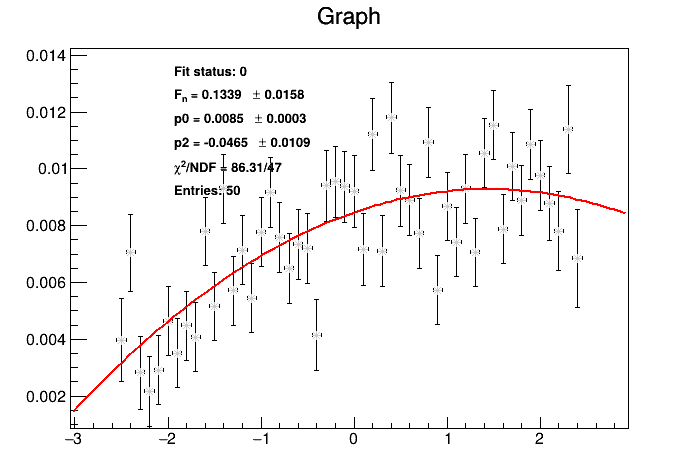 Graph
0.014
0.012
0.01
0.008
0.006
0.004
0.002
Fit status: 0
Fn = 0.1339 ± 0.0158
p0 = 0.0085 ± 0.0003
p2 = -0.0465 ± 0.0109
χ²/NDF = 86.31/47
Entries: 50
−3 −2 −1 0 1 2